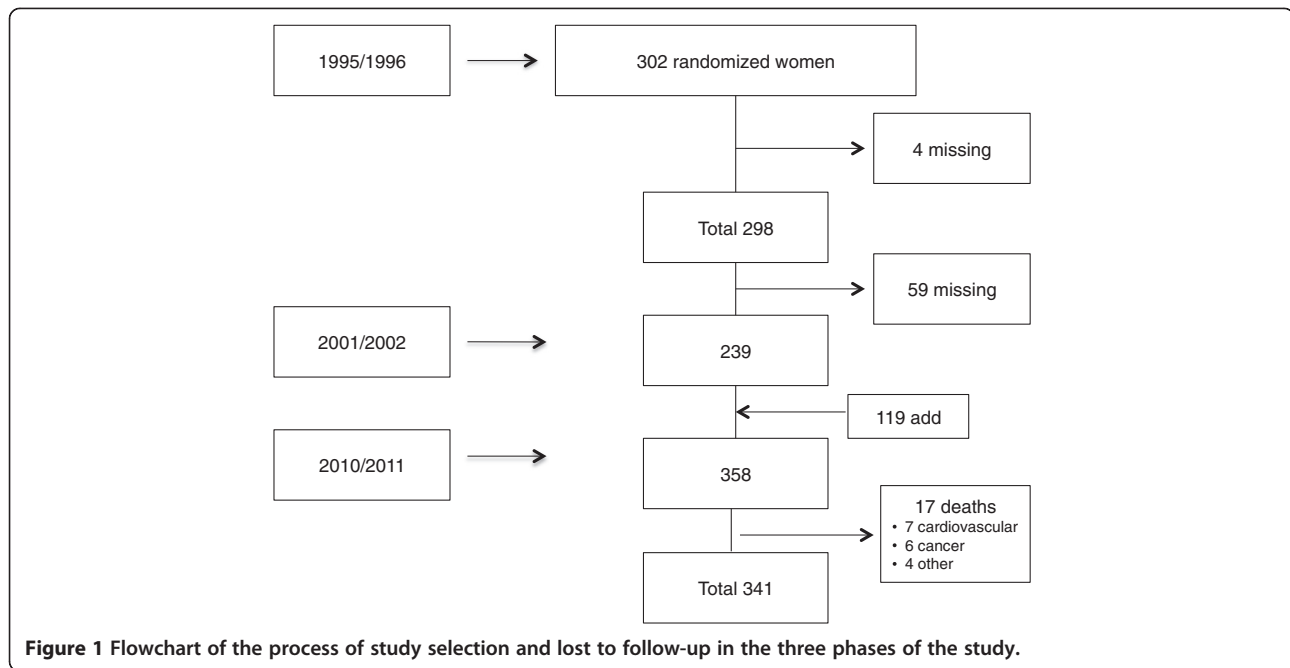 1995/1996
302 randomized women
4 missing
Total 298
59 missing
2001/2002
239
119 add
2010/2011
358
17 deaths
• 7 cardiovascular
• 6 cancer
• 4 other
Total 341
Figure 1 Flowchart of the process of study selection and lost to follow-up in the three phases of the study.